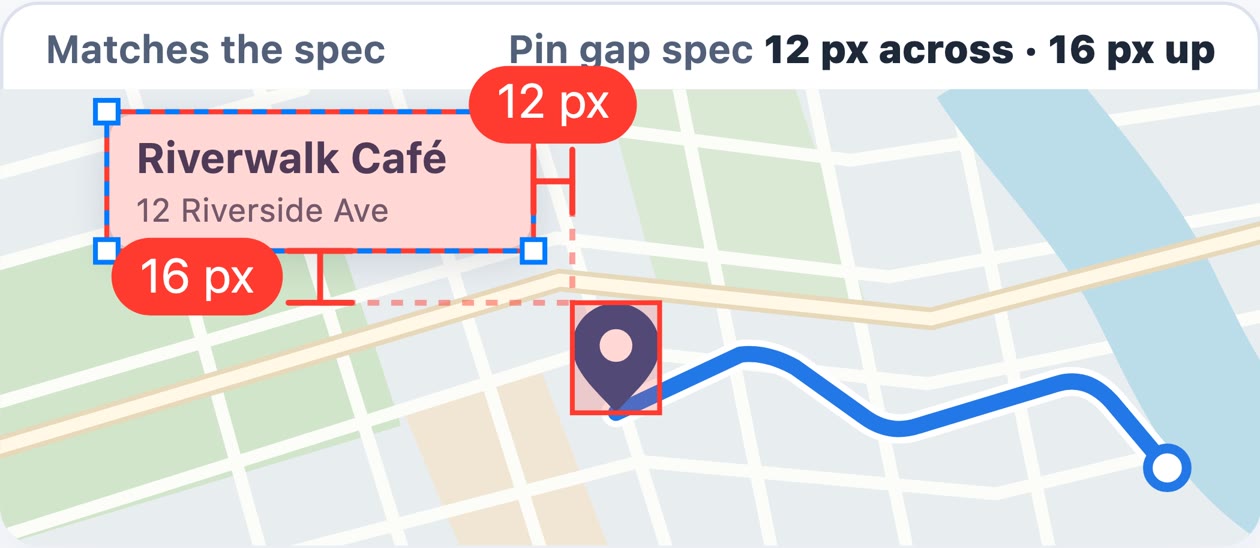 Matches the spec
Pin gap spec 12 px across · 16 px up
12 px
Riverwalk Café
12 Riverside Ave
16 px